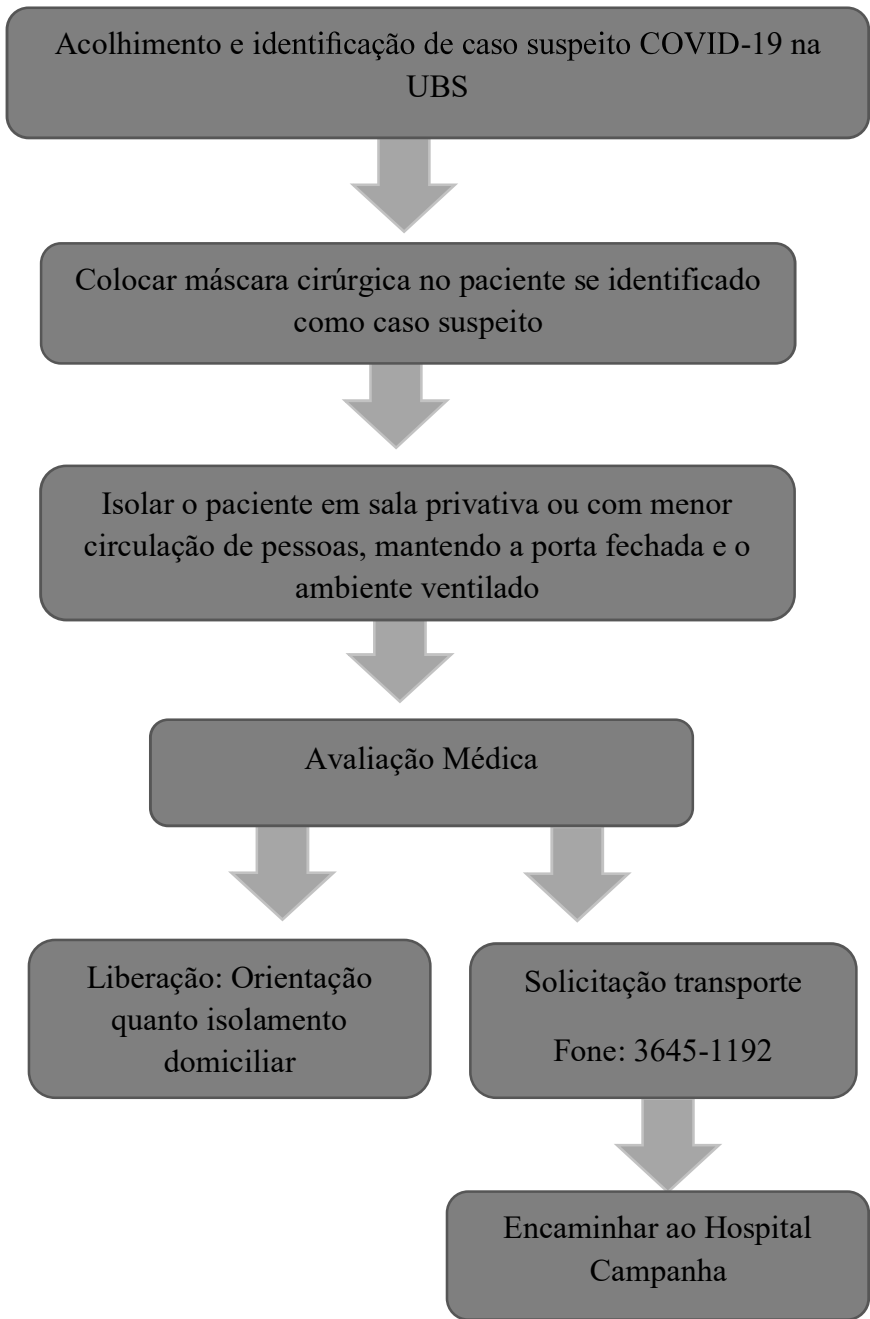 Acolhimento e identificação de caso suspeito COVID-19 na
UBS
Colocar máscara cirúrgica no paciente se identificado
como caso suspeito
Isolar o paciente em sala privativa ou com menor
circulação de pessoas, mantendo a porta fechada e o
ambiente ventilado
Avaliação Médica
Liberação: Orientação
quanto isolamento
domiciliar
Solicitação transporte
Fone: 3645-1192
Encaminhar ao Hospital
Campanha